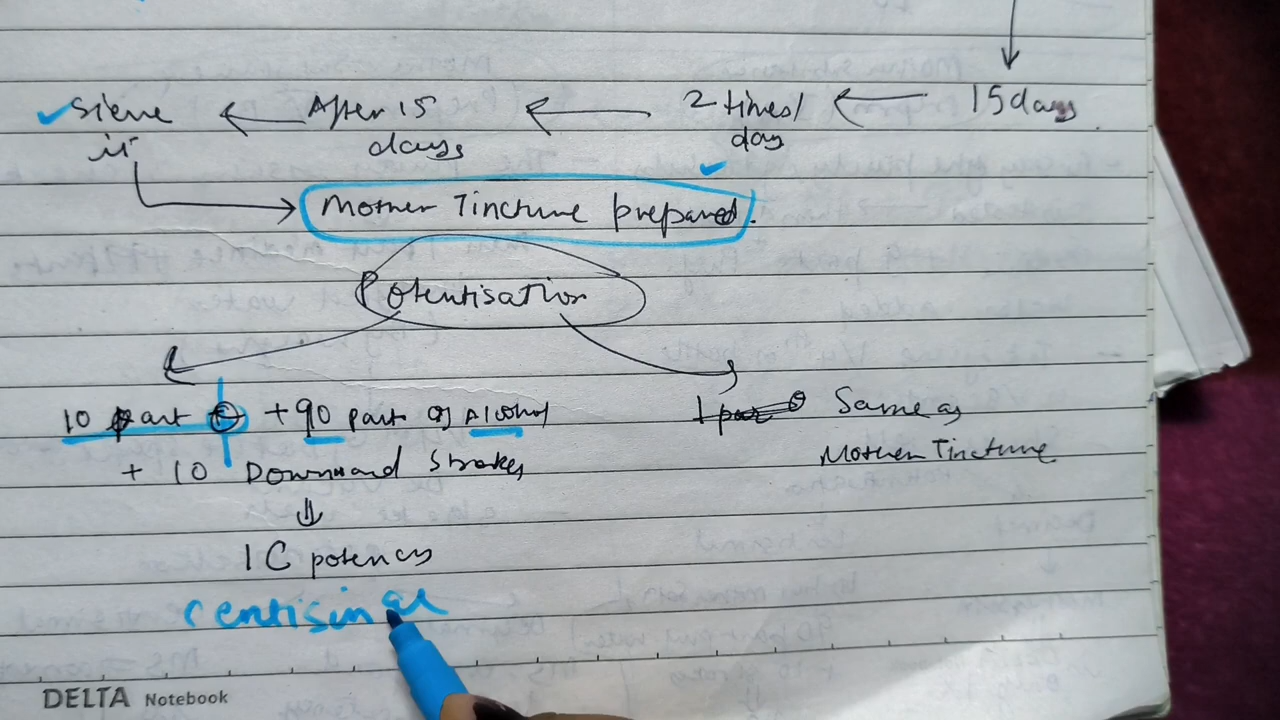 Sieve ← After 15 ← 2 times/ ← 15 days
it days day
Mother Tincture prepared.
Potentisation
10 part θ + 90 part of Alcohol
+ 10 Downward Strokes
1C potency
centisimal
Same as
Mother Tincture
DELTA Notebook